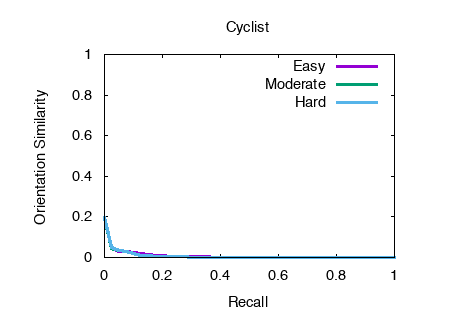 Cyclist
Easy
Moderate
Hard
Orientation Similarity
1
0.8
0.6
0.4
0.2
0
0 0.2 0.4 0.6 0.8 1
Recall